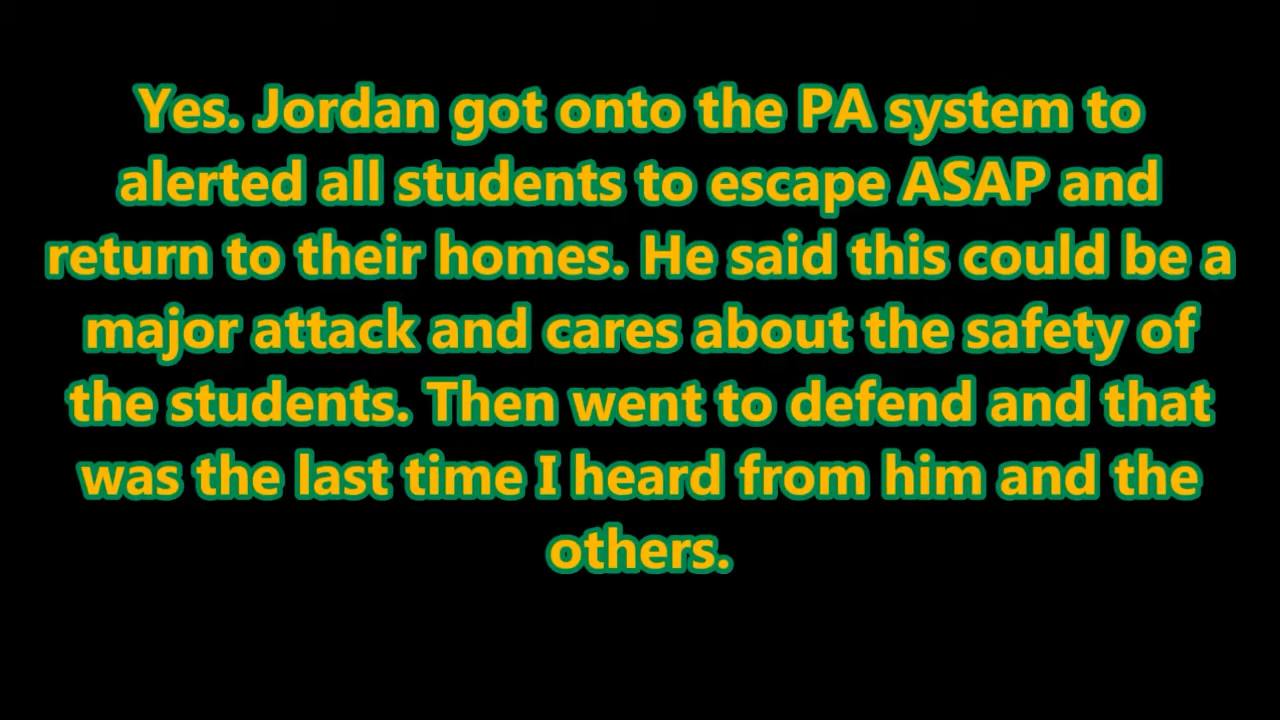 Yes. Jordan got onto the PA system to
alerted all students to escape ASAP and
return to their homes. He said this could be a
major attack and cares about the safety of
the students. Then went to defend and that
was the last time I heard from him and the
others.